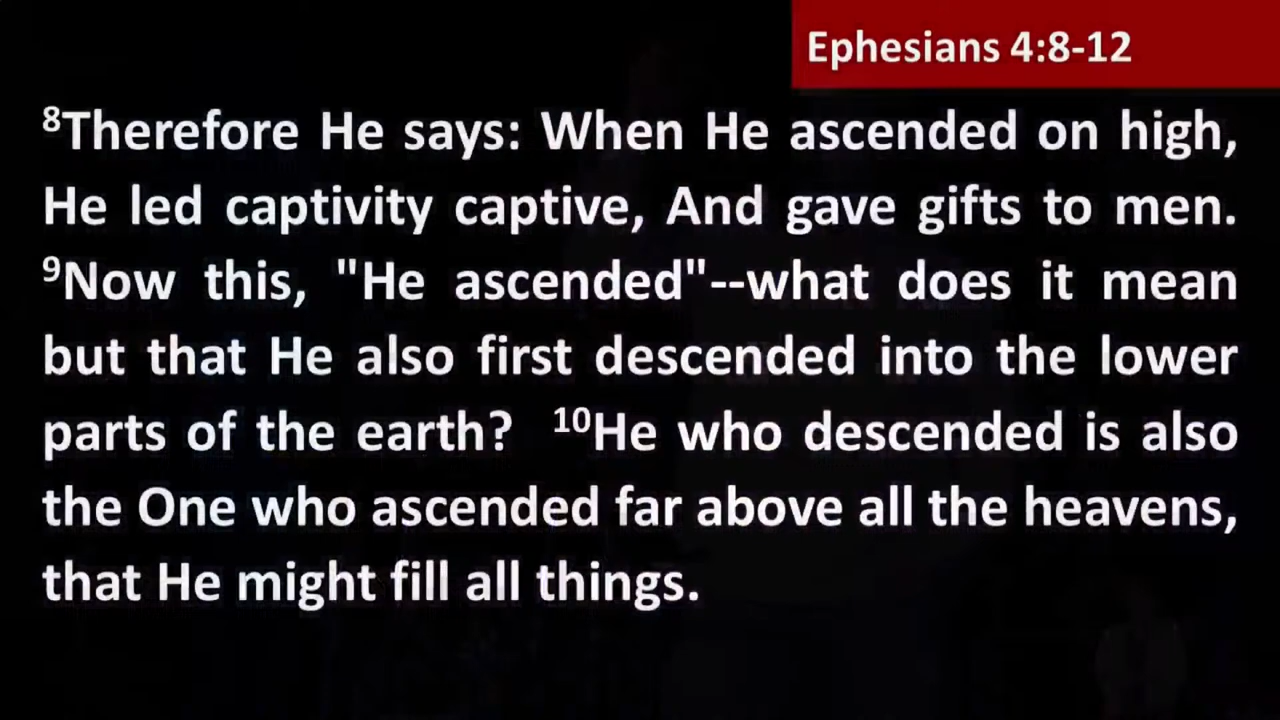 Ephesians 4:8-12
⁸Therefore He says: When He ascended on high,
He led captivity captive, And gave gifts to men.
⁹Now this, "He ascended"--what does it mean
but that He also first descended into the lower
parts of the earth? ¹⁰He who descended is also
the One who ascended far above all the heavens,
that He might fill all things.